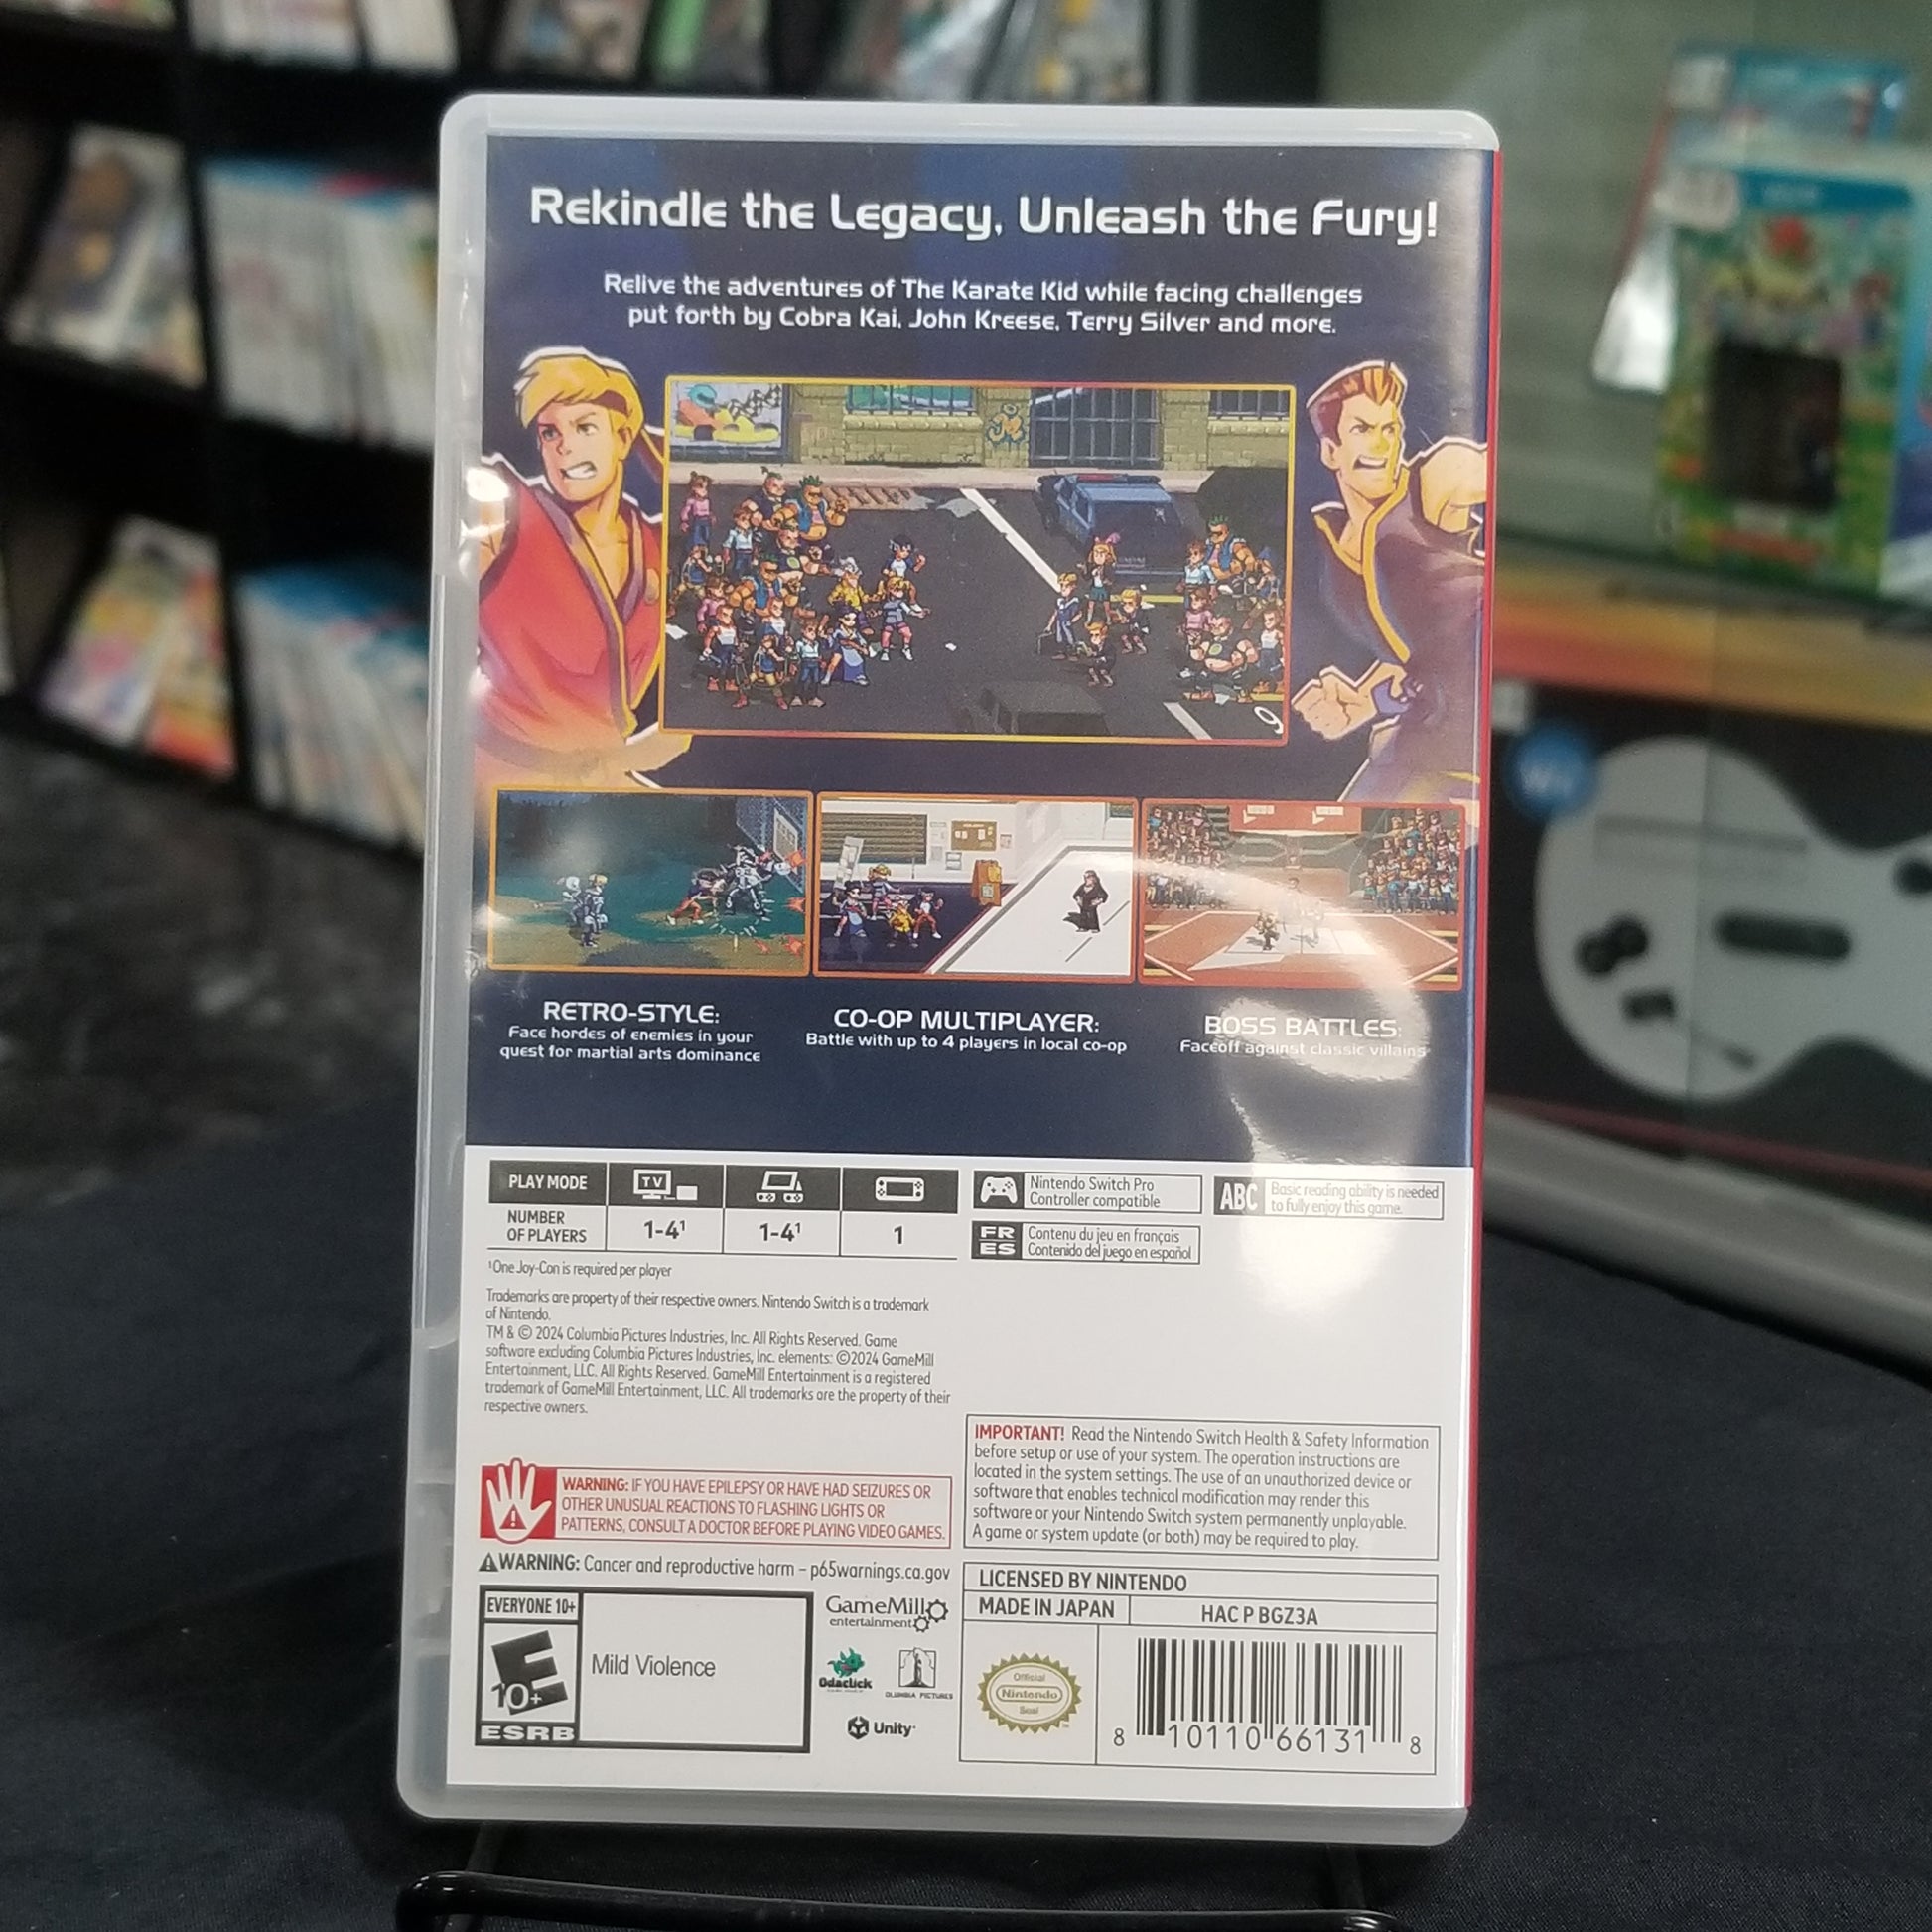 Rekindle the Legacy, Unleash the Fury!
Relive the adventures of The Karate Kid while facing challenges
put forth by Cobra Kai, John Kreese, Terry Silver and more.
RETRO-STYLE:
Face hordes of enemies in your
quest for martial arts dominance
CO-OP MULTIPLAYER:
Battle with up to 4 players in local co-op
BOSS BATTLES:
Faceoff against classic villains
PLAY MODE
TV
NUMBER
OF PLAYERS
1-4¹
1-4¹
1
Nintendo Switch Pro
Controller compatible
ABC
Basic reading ability is needed
to fully enjoy this game.
FR
ES
Contenu du jeu en français
Contenido del juego en español
¹One Joy-Con is required per player
Trademarks are property of their respective owners. Nintendo Switch is a trademark
of Nintendo.
TM & © 2024 Columbia Pictures Industries, Inc. All Rights Reserved. Game
software excluding Columbia Pictures Industries, Inc. elements: ©2024 GameMill
Entertainment, LLC. All Rights Reserved. GameMill Entertainment is a registered
trademark of GameMill Entertainment, LLC. All trademarks are the property of their
respective owners.
IMPORTANT! Read the Nintendo Switch Health & Safety Information
before setup or use of your system. The operation instructions are
located in the system settings. The use of an unauthorized device or
software that enables technical modification may render this
software or your Nintendo Switch system permanently unplayable.
A game or system update (or both) may be required to play.
WARNING: IF YOU HAVE EPILEPSY OR HAVE HAD SEIZURES OR
OTHER UNUSUAL REACTIONS TO FLASHING LIGHTS OR
PATTERNS, CONSULT A DOCTOR BEFORE PLAYING VIDEO GAMES.
WARNING: Cancer and reproductive harm – p65warnings.ca.gov
EVERYONE 10+
E
10+
ESRB
Mild Violence
GameMill
entertainment
Odaclick
COLUMBIA PICTURES
Unity
LICENSED BY NINTENDO
MADE IN JAPAN
HAC P BGZ3A
Official
Nintendo
Seal
8 10110 66131 8
Wii